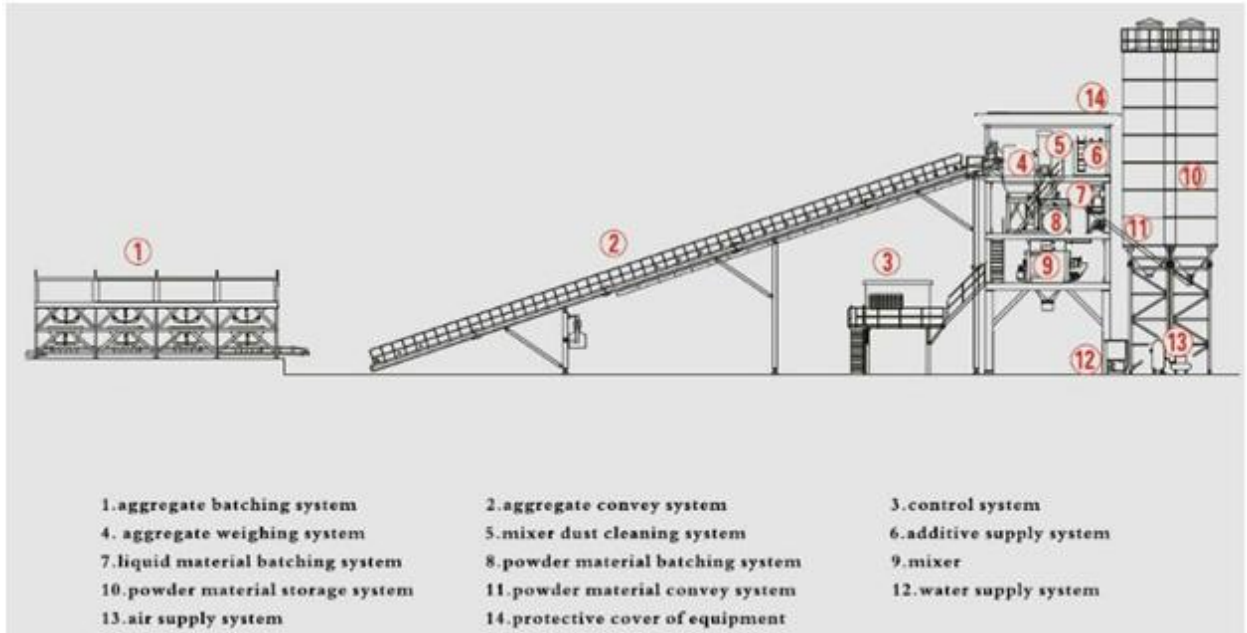 14
5
4
6
10
7
2
8
11
1
3
9
13
12
1.aggregate batching system 2.aggregate convey system 3.control system
4. aggregate weighing system 5.mixer dust cleaning system 6.additive supply system
7.liquid material batching system 8.powder material batching system 9.mixer
10.powder material storage system 11.powder material convey system 12.water supply system
13.air supply system 14.protective cover of equipment